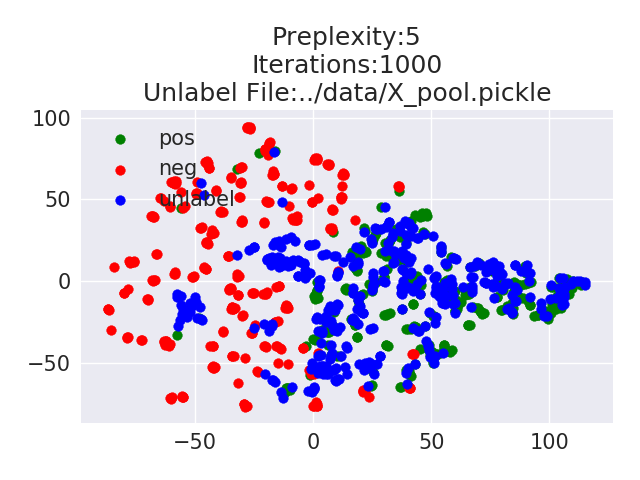 Preplexity:5
Iterations:1000
Unlabel File:../data/X_pool.pickle
100
50
0
−50
pos
neg
unlabel
−50
0
50
100